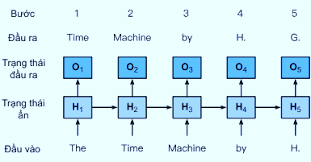 Bước 1 2 3 4 5
Đầu ra Time Machine by H. G.
Trạng thái đầu ra O₁ O₂ O₃ O₄ O₅
Trạng thái ẩn H₁ H₂ H₃ H₄ H₅
Đầu vào The Time Machine by H.